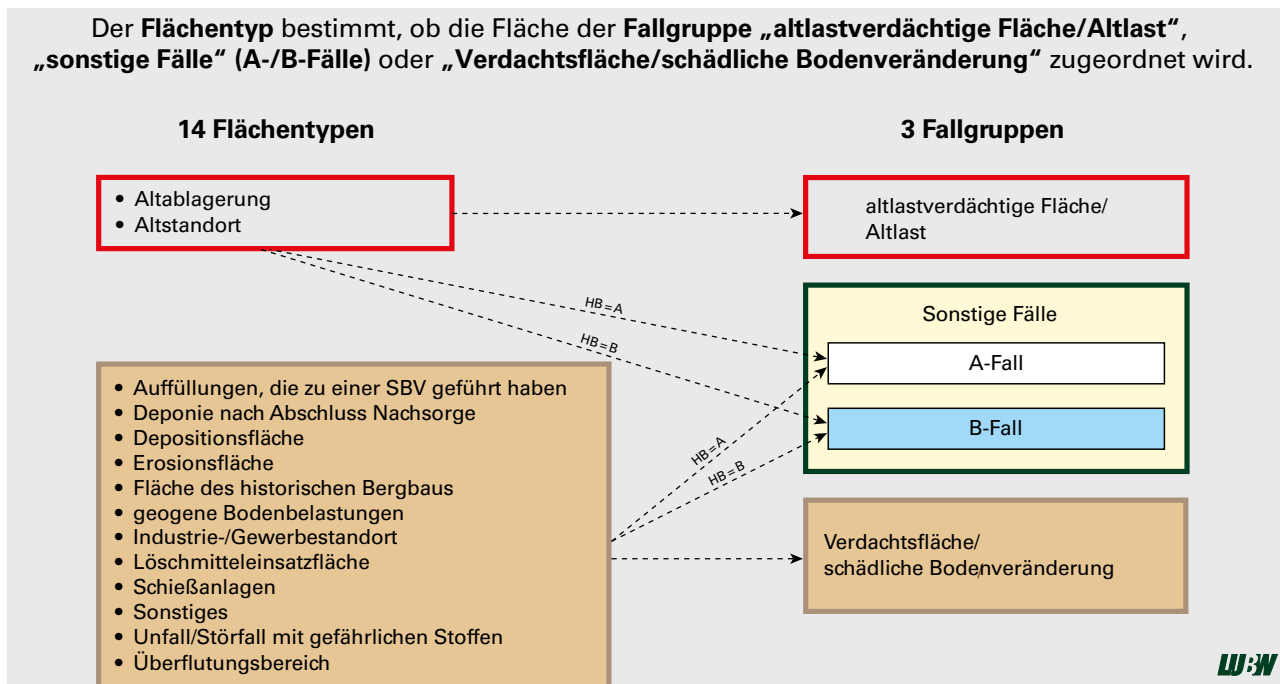 Der Flächentyp bestimmt, ob die Fläche der Fallgruppe „altlastverdächtige Fläche/Altlast“,
„sonstige Fälle“ (A-/B-Fälle) oder „Verdachtsfläche/schädliche Bodenveränderung“ zugeordnet wird.
14 Flächentypen
3 Fallgruppen
• Altablagerung
• Altstandort
altlastverdächtige Fläche/
Altlast
HB=A
HB=B
Sonstige Fälle
A-Fall
B-Fall
• Auffüllungen, die zu einer SBV geführt haben
• Deponie nach Abschluss Nachsorge
• Depositionsfläche
• Erosionsfläche
• Fläche des historischen Bergbaus
• geogene Bodenbelastungen
• Industrie-/Gewerbestandort
• Löschmitteleinsatzfläche
• Schießanlagen
• Sonstiges
• Unfall/Störfall mit gefährlichen Stoffen
• Überflutungsbereich
HB=A
HB=B
Verdachtsfläche/
schädliche Bodenveränderung
LUBW